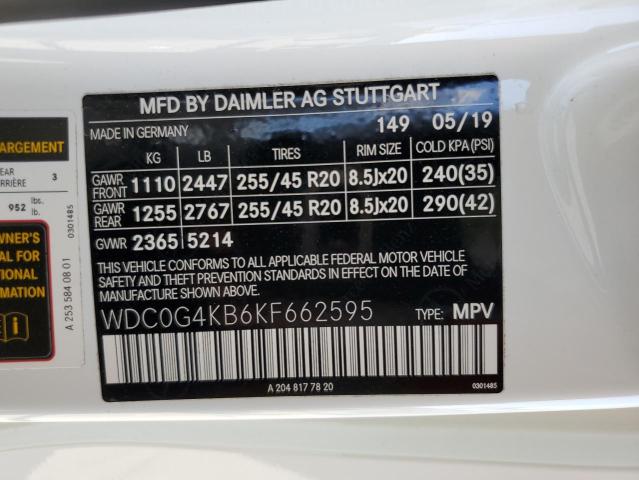 MFD BY DAIMLER AG STUTTGART
MADE IN GERMANY 149 05/19
KG LB TIRES RIM SIZE COLD KPA (PSI)
GAWR FRONT 1110 2447 255/45 R20 8.5Jx20 240(35)
GAWR REAR 1255 2767 255/45 R20 8.5Jx20 290(42)
GVWR 2365 5214
THIS VEHICLE CONFORMS TO ALL APPLICABLE FEDERAL MOTOR VEHICLE
SAFETY AND THEFT PREVENTION STANDARDS IN EFFECT ON THE DATE OF
MANUFACTURE SHOWN ABOVE.
WDC0G4KB6KF662595 TYPE: MPV
A 204 817 78 20
0301485
ARGEMENT
EAR
RRIÈRE 3
952 lbs.
lb.
0301485
WNER'S
AL FOR
TIONAL
ATION
A 253 584 08 01